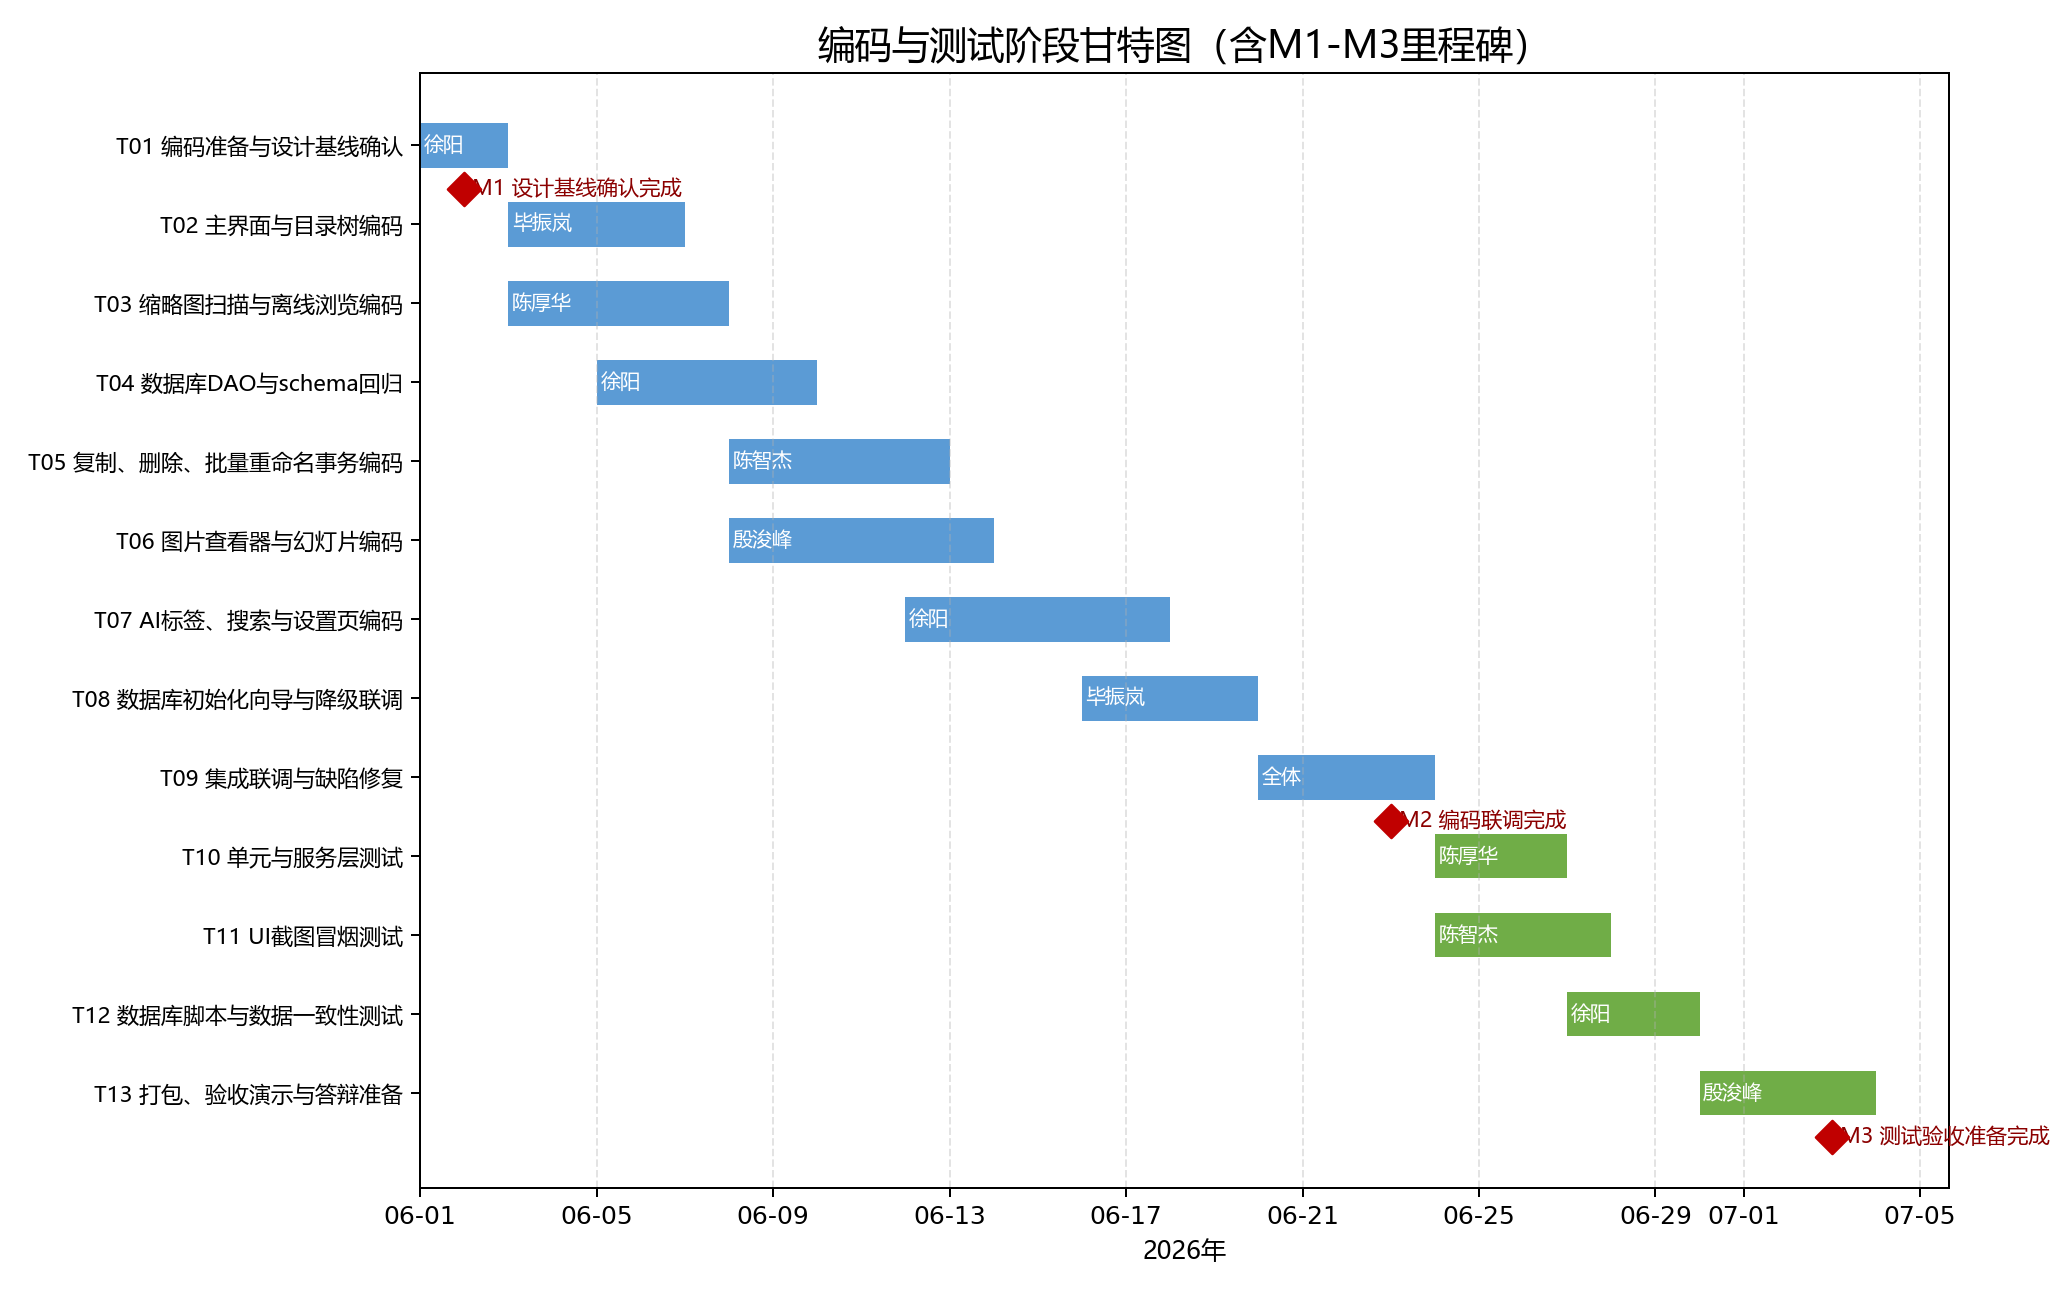 编码与测试阶段甘特图（含M1-M3里程碑）
T01 编码准备与设计基线确认
徐阳
M1 设计基线确认完成
T02 主界面与目录树编码
毕振岚
T03 缩略图扫描与离线浏览编码
陈厚华
T04 数据库DAO与schema回归
徐阳
T05 复制、删除、批量重命名事务编码
陈智杰
T06 图片查看器与幻灯片编码
殷浚峰
T07 AI标签、搜索与设置页编码
徐阳
T08 数据库初始化向导与降级联调
毕振岚
T09 集成联调与缺陷修复
全体
M2 编码联调完成
T10 单元与服务层测试
陈厚华
T11 UI截图冒烟测试
陈智杰
T12 数据库脚本与数据一致性测试
徐阳
T13 打包、验收演示与答辩准备
殷浚峰
M3 测试验收准备完成
06-01 06-05 06-09 06-13 06-17 06-21 06-25 06-29 07-01 07-05
2026年